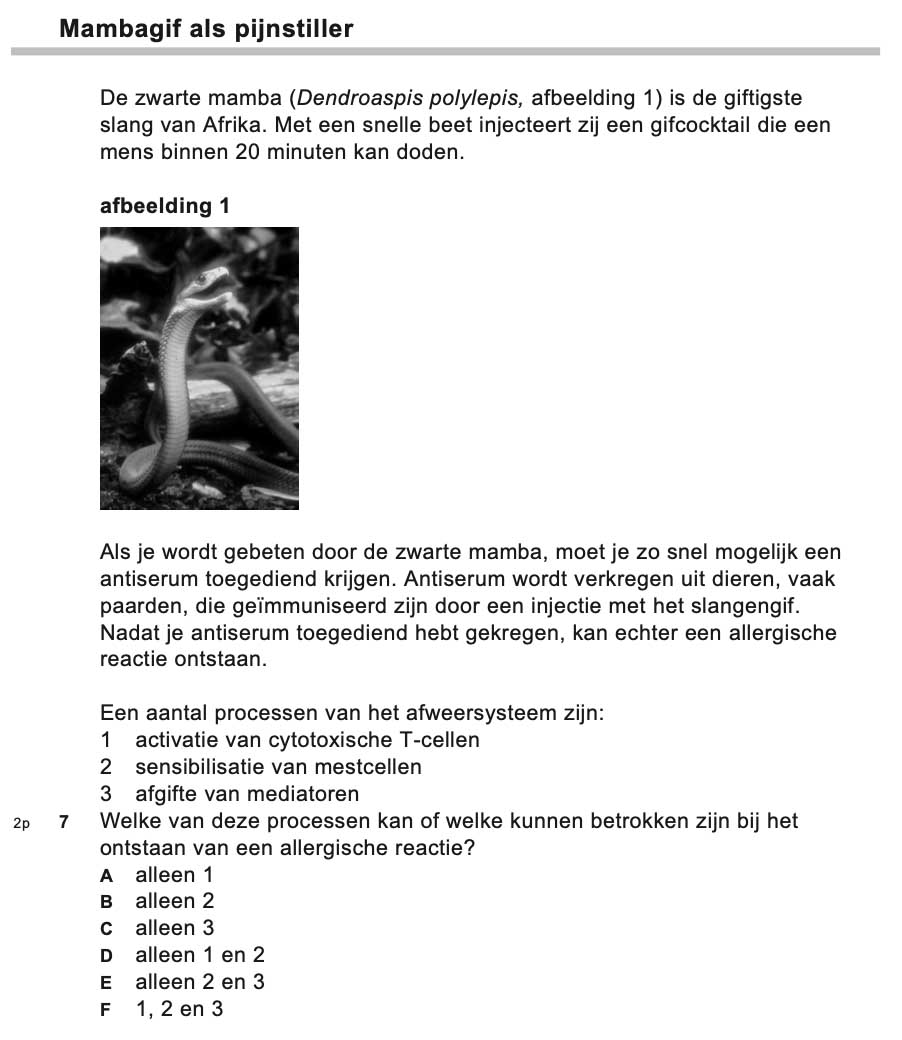 Mambagif als pijnstiller
De zwarte mamba (Dendroaspis polylepis, afbeelding 1) is de giftigste
slang van Afrika. Met een snelle beet injecteert zij een gifcocktail die een
mens binnen 20 minuten kan doden.
afbeelding 1
Als je wordt gebeten door de zwarte mamba, moet je zo snel mogelijk een
antiserum toegediend krijgen. Antiserum wordt verkregen uit dieren, vaak
paarden, die geïmmuniseerd zijn door een injectie met het slangengif.
Nadat je antiserum toegediend hebt gekregen, kan echter een allergische
reactie ontstaan.
Een aantal processen van het afweersysteem zijn:
1 activatie van cytotoxische T-cellen
2 sensibilisatie van mestcellen
3 afgifte van mediatoren
2p 7 Welke van deze processen kan of welke kunnen betrokken zijn bij het
ontstaan van een allergische reactie?
A alleen 1
B alleen 2
C alleen 3
D alleen 1 en 2
E alleen 2 en 3
F 1, 2 en 3